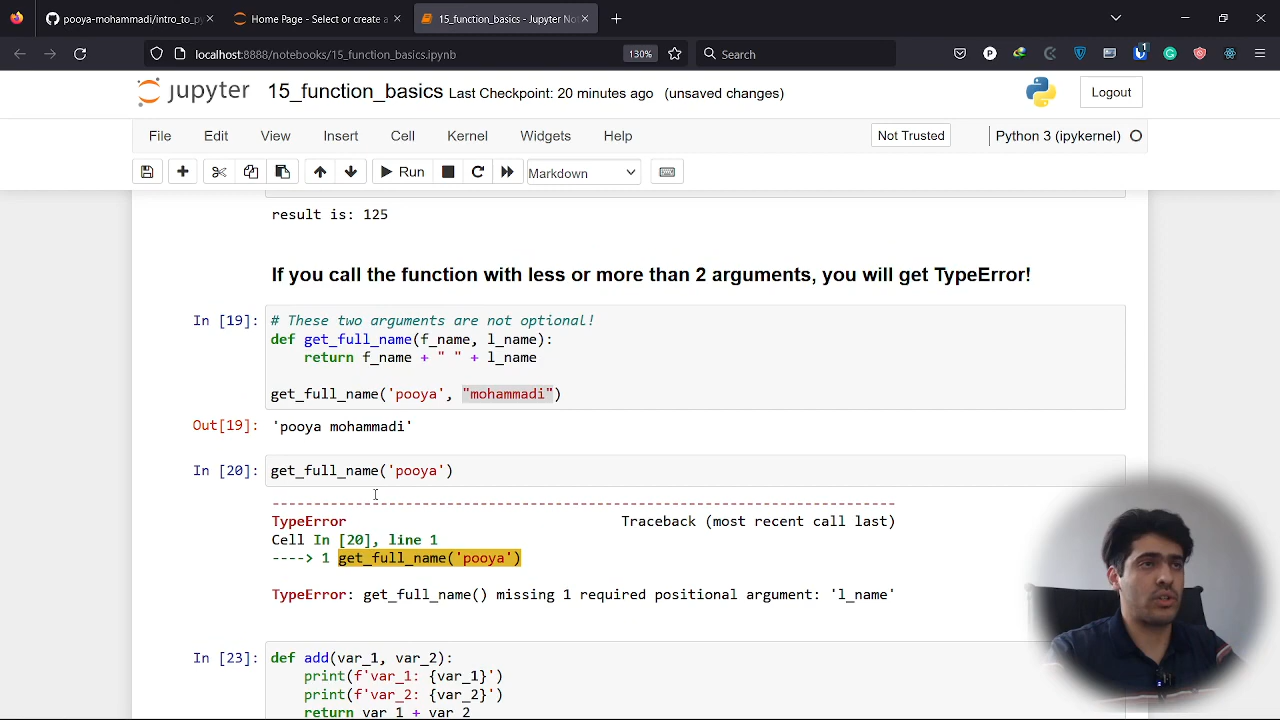 pooya-mohammadi/intro_to_py
Home Page - Select or create a
15_function_basics - Jupyter No
localhost:8888/notebooks/15_function_basics.ipynb
130%
Search
jupyter
15_function_basics
Last Checkpoint: 20 minutes ago
(unsaved changes)
Logout
File
Edit
View
Insert
Cell
Kernel
Widgets
Help
Not Trusted
Python 3 (ipykernel)
Run
Markdown
result is: 125
If you call the function with less or more than 2 arguments, you will get TypeError!
In [19]:
# These two arguments are not optional!
def get_full_name(f_name, l_name):
return f_name + " " + l_name
get_full_name('pooya', "mohammadi")
Out[19]:
'pooya mohammadi'
In [20]:
get_full_name('pooya')
---------------------------------------------------------------------------
TypeError Traceback (most recent call last)
Cell In [20], line 1
----> 1 get_full_name('pooya')
TypeError: get_full_name() missing 1 required positional argument: 'l_name'
In [23]:
def add(var_1, var_2):
print(f'var_1: {var_1}')
print(f'var_2: {var_2}')
return var_1 + var_2